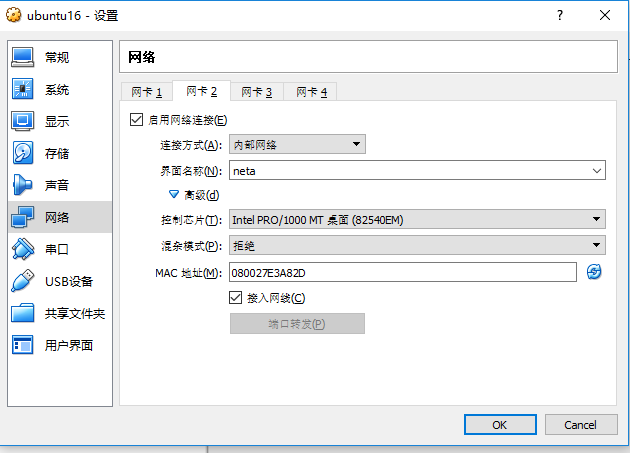 ubuntu16 - 设置
常规
系统
显示
存储
声音
网络
串口
USB设备
共享文件夹
用户界面
网络
网卡 1 网卡 2 网卡 3 网卡 4
启用网络连接(E)
连接方式(A): 内部网络
界面名称(N): neta
高级(d)
控制芯片(T): Intel PRO/1000 MT 桌面 (82540EM)
混杂模式(P): 拒绝
MAC 地址(M): 080027E3A82D
接入网线(C)
端口转发(P)
OK Cancel